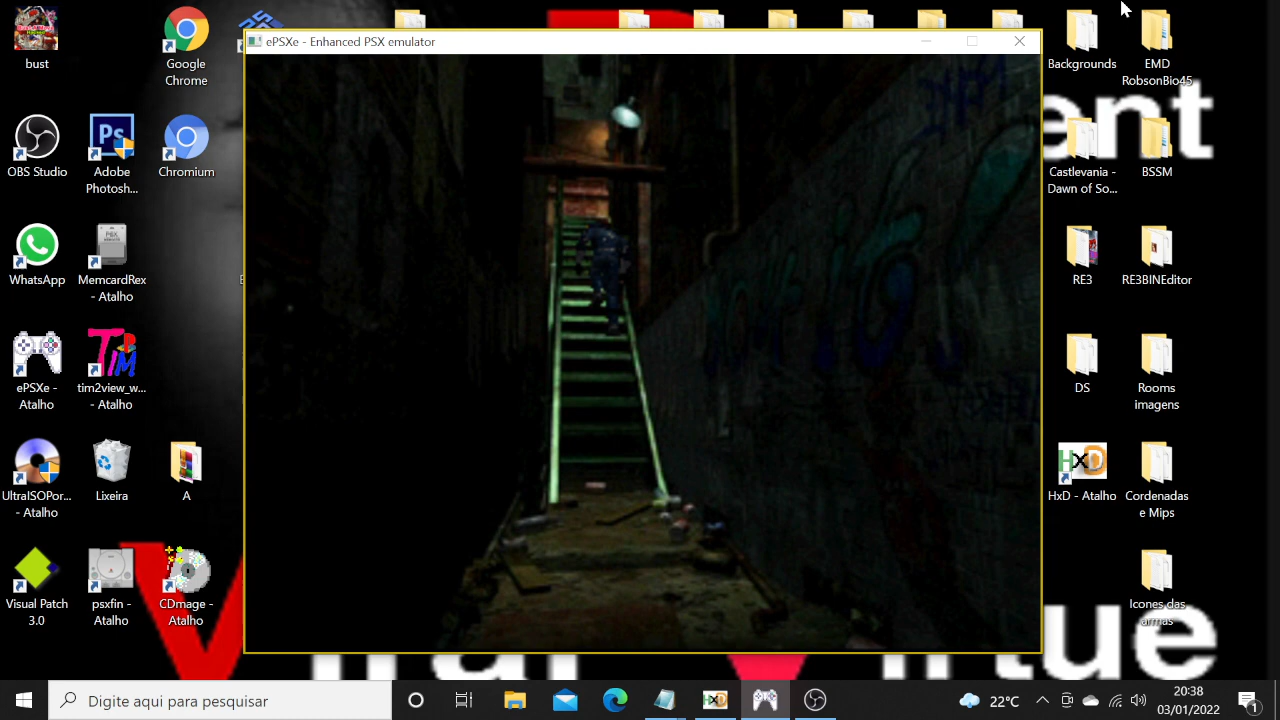 bust
Google
Chrome
OBS Studio
Adobe
Photosh...
Chromium
WhatsApp
MemcardRex
- Atalho
ePSXe -
Atalho
tim2view_w...
- Atalho
UltraISOPor...
- Atalho
Lixeira
A
Visual Patch
3.0
psxfin -
Atalho
CDmage -
Atalho
ePSXe - Enhanced PSX emulator
Backgrounds
EMD
RobsonBio45
Castlevania -
Dawn of So...
BSSM
RE3
RE3BINEditor
DS
Rooms
imagens
HxD - Atalho
Cordenadas
e Mips
Icones das
armas
Digite aqui para pesquisar
22°C
20:38
03/01/2022
1